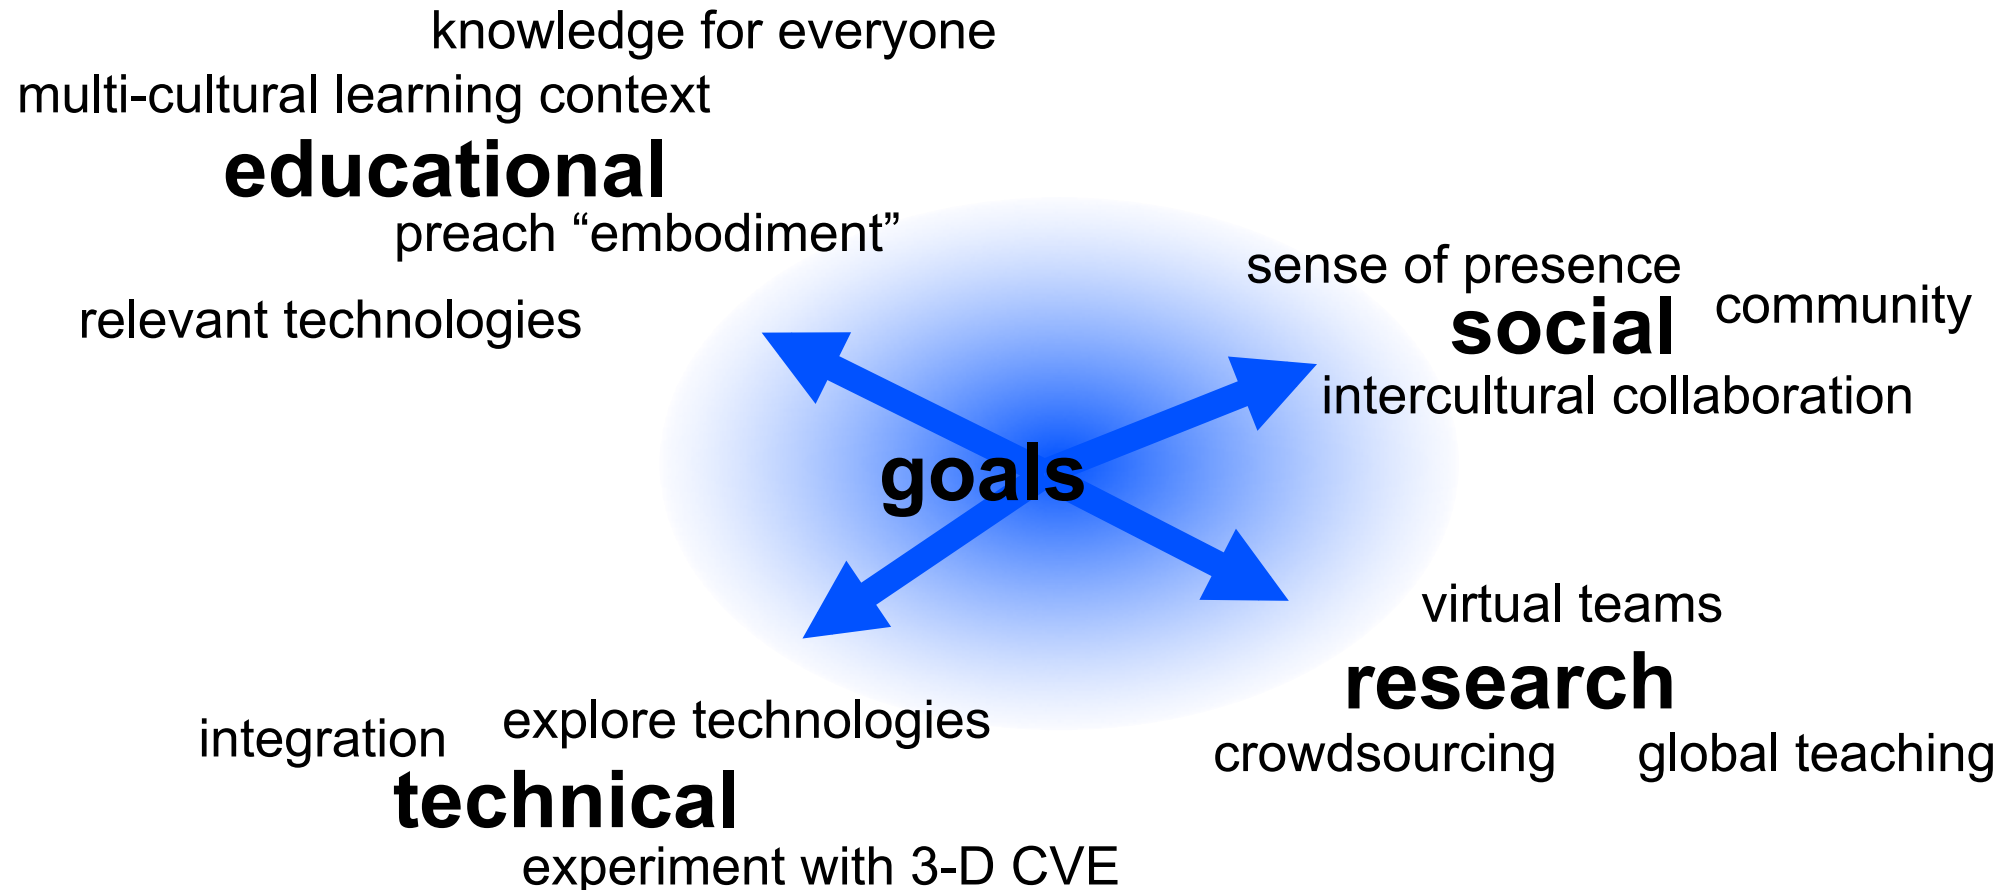 knowledge for everyone
multi-cultural learning context
educational
preach “embodiment”
relevant technologies
sense of presence
social
community
intercultural collaboration
goals
virtual teams
research
crowdsourcing
global teaching
integration
explore technologies
technical
experiment with 3-D CVE